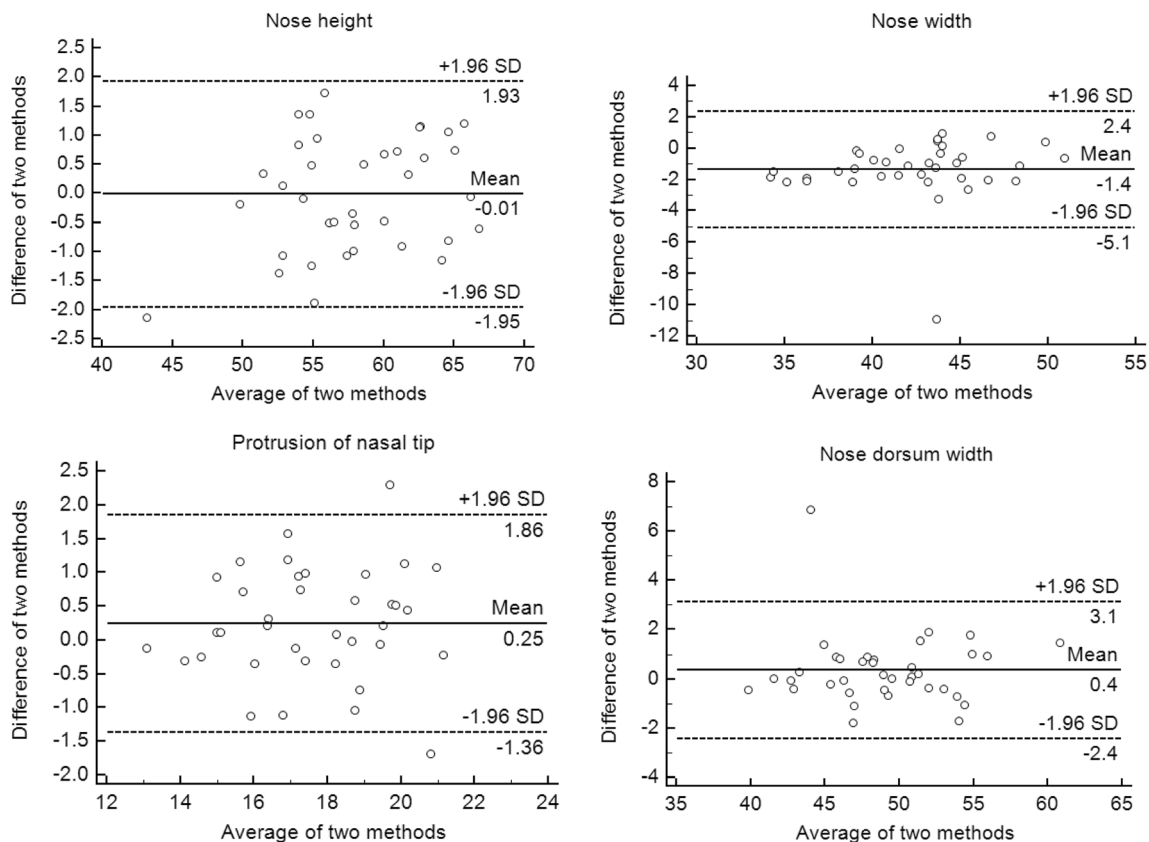 Nose height
Difference of two methods
2.5
2.0
1.5
1.0
0.5
0.0
-0.5
-1.0
-1.5
-2.0
-2.5
+1.96 SD
1.93
Mean
-0.01
-1.96 SD
-1.95
40 45 50 55 60 65 70
Average of two methods
Nose width
Difference of two methods
4
2
0
-2
-4
-6
-8
-10
-12
+1.96 SD
2.4
Mean
-1.4
-1.96 SD
-5.1
30 35 40 45 50 55
Average of two methods
Protrusion of nasal tip
Difference of two methods
2.5
2.0
1.5
1.0
0.5
0.0
-0.5
-1.0
-1.5
-2.0
+1.96 SD
1.86
Mean
0.25
-1.96 SD
-1.36
12 14 16 18 20 22 24
Average of two methods
Nose dorsum width
Difference of two methods
8
6
4
2
0
-2
-4
+1.96 SD
3.1
Mean
0.4
-1.96 SD
-2.4
35 40 45 50 55 60 65
Average of two methods